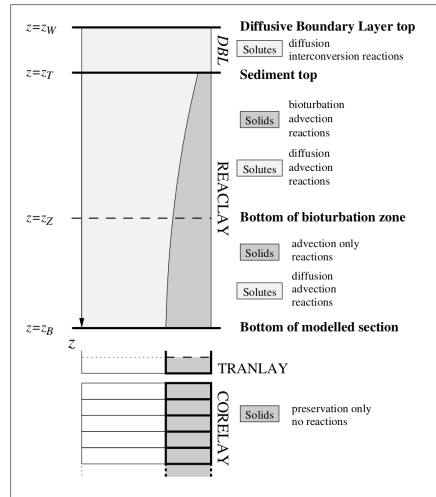 z=z_W
Diffusive Boundary Layer top
DBL
Solutes
diffusion
interconversion reactions
z=z_T
Sediment top
Solids
bioturbation
advection
reactions
Solutes
diffusion
advection
reactions
REACLAY
z=z_Z
Bottom of bioturbation zone
Solids
advection only
reactions
Solutes
diffusion
advection
reactions
z=z_B
Bottom of modelled section
z
TRANLAY
CORELAY
Solids
preservation only
no reactions